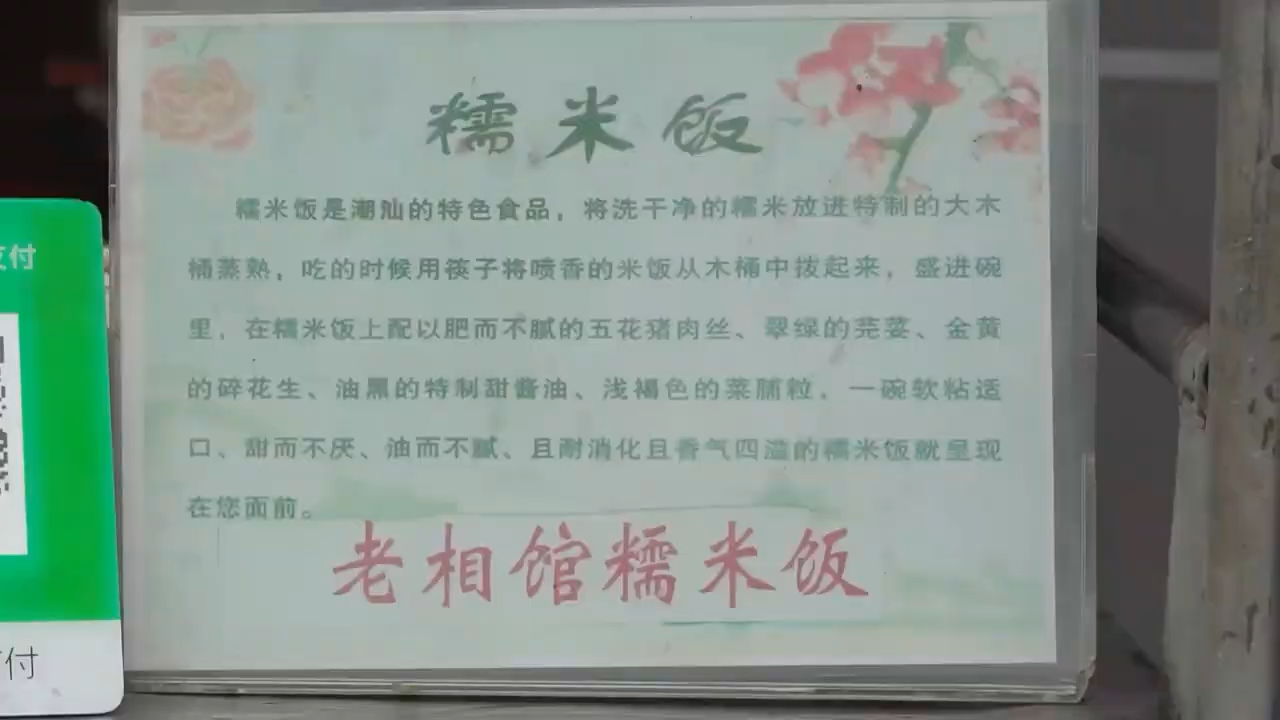 糯米饭
糯米饭是潮汕的特色食品，将洗干净的糯米放进特制的大木
桶蒸熟，吃的时候用筷子将喷香的米饭从木桶中拨起来，盛进碗
里，在糯米饭上配以肥而不腻的五花猪肉丝、翠绿的芫荽、金黄
的碎花生、油黑的特制甜酱油、浅褐色的菜脯粒，一碗软粘适
口、甜而不厌、油而不腻、且耐消化且香气四溢的糯米饭就呈现
在您面前。
老相馆糯米饭
支付
付